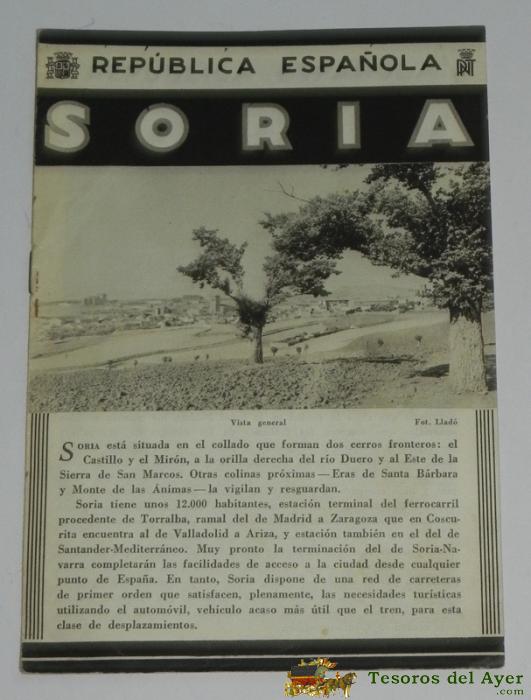 REPÚBLICA ESPAÑOLA
SORIA
Vista general
Fot. Lladó
SORIA está situada en el collado que forman dos cerros fronteros: el
Castillo y el Mirón, a la orilla derecha del río Duero y al Este de la
Sierra de San Marcos. Otras colinas próximas—Eras de Santa Bárbara
y Monte de las Ánimas—la vigilan y resguardan.
Soria tiene unos 12.000 habitantes, estación terminal del ferrocarril
procedente de Torralba, ramal del de Madrid a Zaragoza que en Coscu-
rita encuentra al de Valladolid a Ariza, y estación también en el del de
Santander-Mediterráneo. Muy pronto la terminación del de Soria-Na-
varra completarán las facilidades de acceso a la ciudad desde cualquier
punto de España. En tanto, Soria dispone de una red de carreteras
de primer orden que satisfacen, plenamente, las necesidades turísticas
utilizando el automóvil, vehículo acaso más útil que el tren, para esta
clase de desplazamientos.
Tesoros del Ayer
.com